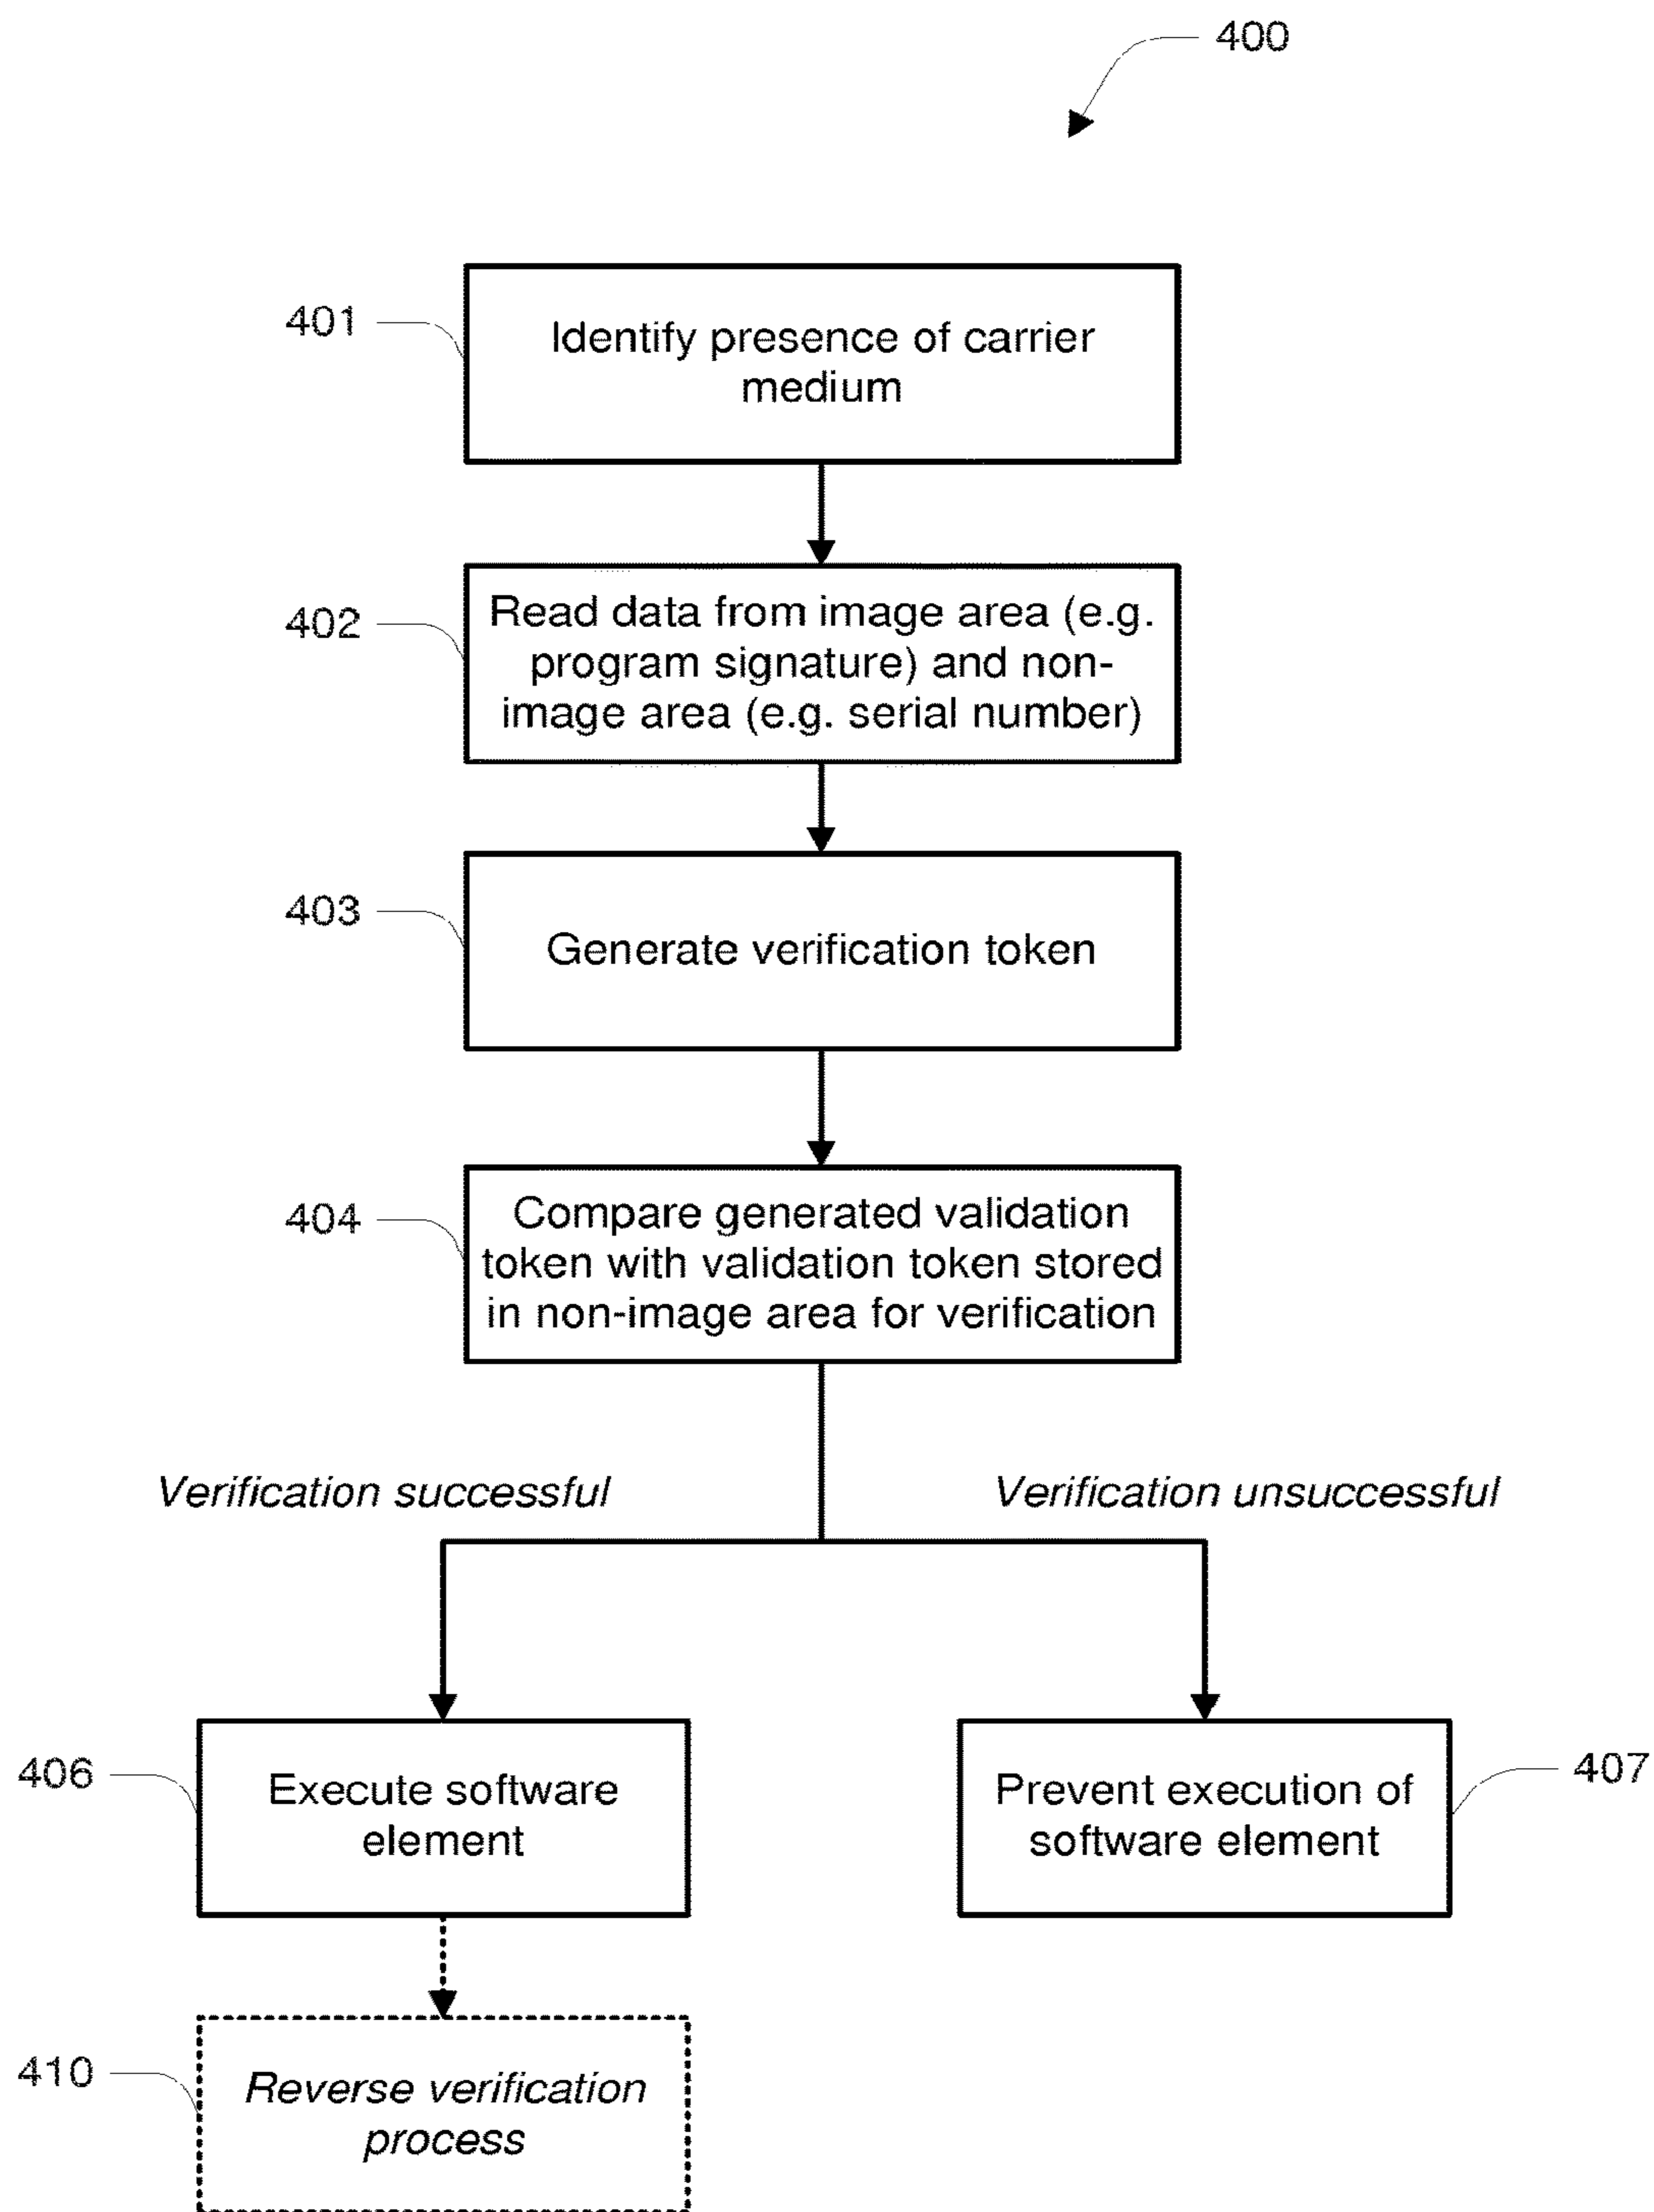 400
401
Identify presence of carrier
medium
402
Read data from image area (e.g.
program signature) and non-
image area (e.g. serial number)
403
Generate verification token
404
Compare generated validation
token with validation token stored
in non-image area for verification
Verification successful
Verification unsuccessful
406
Execute software
element
Prevent execution of
software element
407
410
Reverse verification
process